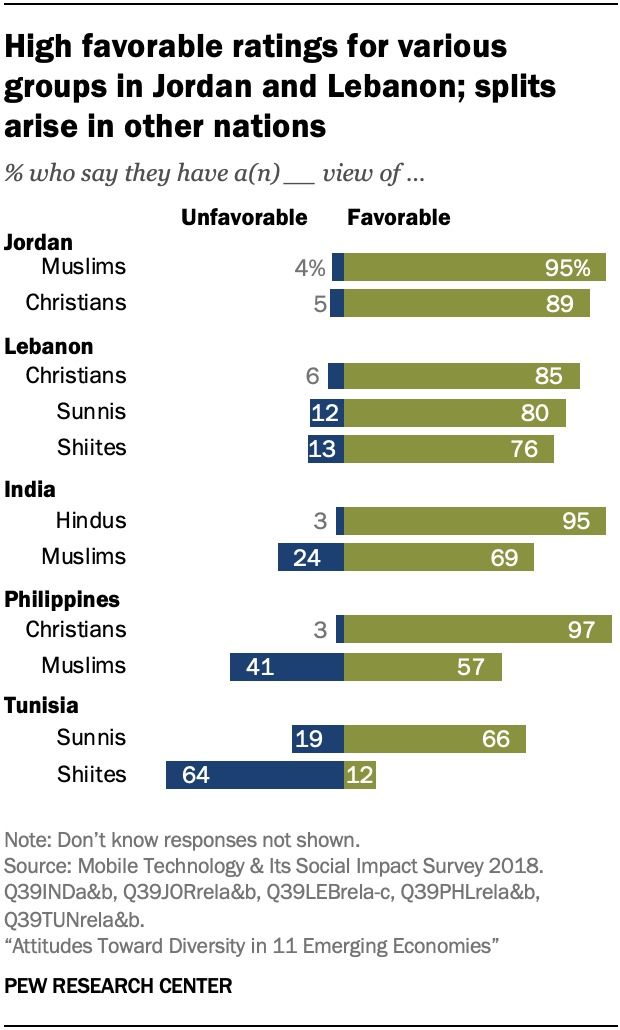 High favorable ratings for various
groups in Jordan and Lebanon; splits
arise in other nations
% who say they have a(n) __ view of ...
Unfavorable Favorable
Jordan
Muslims 4% 95%
Christians 5 89
Lebanon
Christians 6 85
Sunnis 12 80
Shiites 13 76
India
Hindus 3 95
Muslims 24 69
Philippines
Christians 3 97
Muslims 41 57
Tunisia
Sunnis 19 66
Shiites 64 12
Note: Don’t know responses not shown.
Source: Mobile Technology & Its Social Impact Survey 2018.
Q39INDa&b, Q39JORrela&b, Q39LEBrela-c, Q39PHLrela&b,
Q39TUNrela&b.
“Attitudes Toward Diversity in 11 Emerging Economies”
PEW RESEARCH CENTER